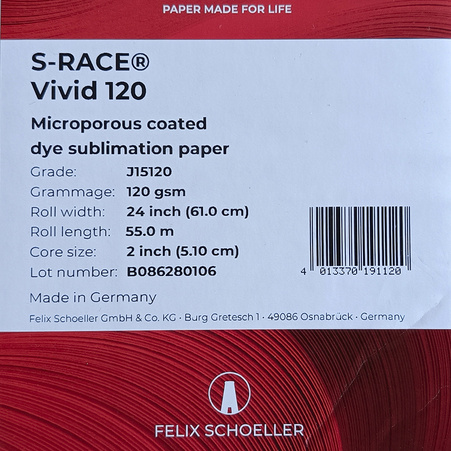 PAPER MADE FOR LIFE
S-RACE®
Vivid 120
Microporous coated
dye sublimation paper
Grade: J15120
Grammage: 120 gsm
Roll width: 24 inch (61.0 cm)
Roll length: 55.0 m
Core size: 2 inch (5.10 cm)
Lot number: B086280106
4 013370 191120
Made in Germany
Felix Schoeller GmbH & Co. KG · Burg Gretesch 1 · 49086 Osnabrück · Germany
FELIX SCHOELLER